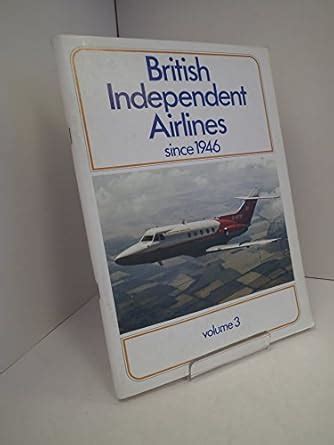 British
Independent
Airlines
since 1946
volume 3